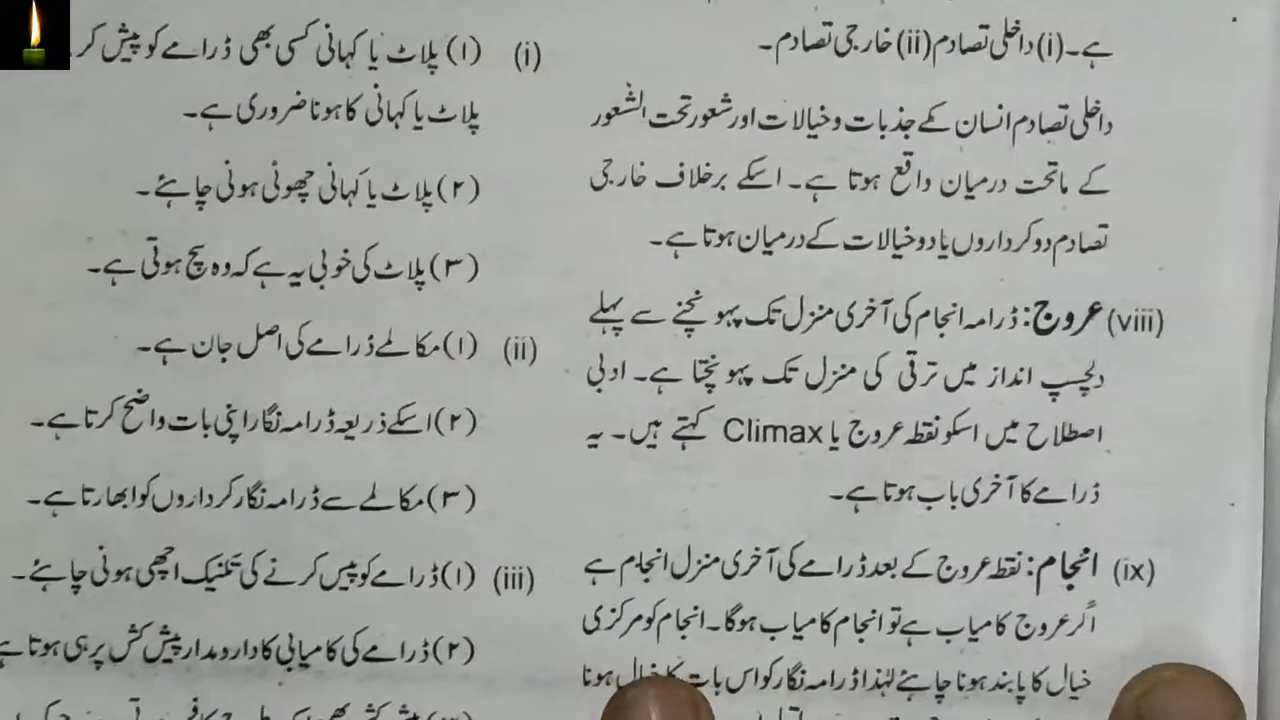 ہے۔(i) داخلی تصادم (ii) خارجی تصادم۔
داخلی تصادم انسان کے جذبات و خیالات اور شعور تحت الشعور
کے ماتحت درمیان واقع ہوتا ہے۔ اسکے برخلاف خارجی
تصادم دو کرداروں یا دو خیالات کے درمیان ہوتا ہے۔
(viii) عروج: ڈرامہ انجام کی آخری منزل تک پہونچنے سے پہلے
دلچسپ انداز میں ترقی کی منزل تک پہونچتا ہے۔ ادبی
اصطلاح میں اسکو نقطہ عروج یا Climax کہتے ہیں۔ یہ
ڈرامے کا آخری باب ہوتا ہے۔
(ix) انجام: نقطہ عروج کے بعد ڈرامے کی آخری منزل انجام ہے
اگر عروج کامیاب ہے تو انجام کامیاب ہوگا۔ انجام کو مرکزی
خیال کا پابند ہونا چاہئے لہٰذا ڈرامہ نگار کو اس بات کا خیال ہونا
(i) (۱) پلاٹ یا کہانی کسی بھی ڈرامے کو پیش کر
پلاٹ یا کہانی کا ہونا ضروری ہے۔
(۲) پلاٹ یا کہانی چھوٹی ہونی چاہئے۔
(۳) پلاٹ کی خوبی یہ ہے کہ وہ سچ ہوتی ہے۔
(ii) (۱) مکالمے ڈرامے کی اصل جان ہے۔
(۲) اسکے ذریعہ ڈرامہ نگار اپنی بات واضح کرتا ہے۔
(۳) مکالمے سے ڈرامہ نگار کرداروں کو ابھارتا ہے۔
(iii) (۱) ڈرامے کو پیس کرنے کی تکنیک اچھی ہونی چاہئے۔
(۲) ڈرامے کی کامیابی کا دارومدار پیش کش پر ہی ہوتا ہے